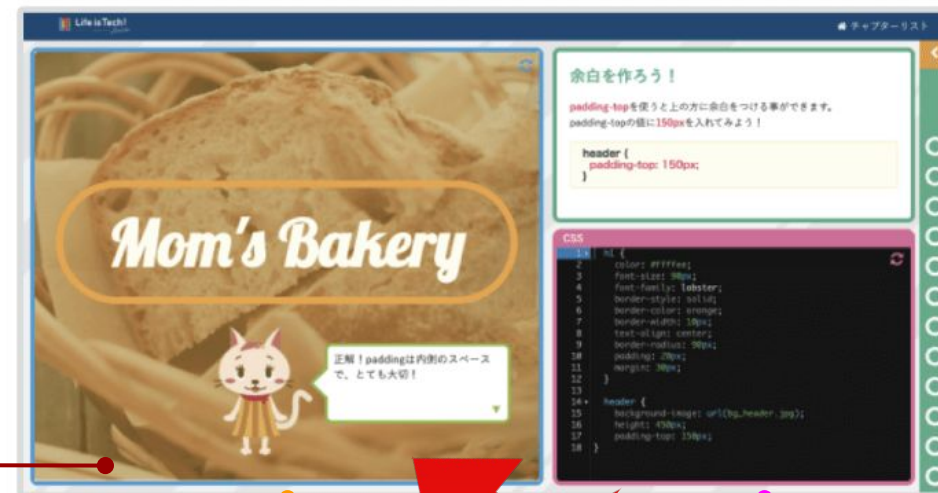 Life is Tech!
チャプターリスト
余白を作ろう！
padding-topを使うと上の方に余白をつける事ができます。
padding-topの値に150pxを入れてみよう！
header {
padding-top: 150px;
}
Mom's Bakery
正解！paddingは内側のスペース
で、とても大切！
CSS
1 h1 {
2 color: #ffffee;
3 font-size: 90px;
4 font-family: lobster;
5 border-style: solid;
6 border-color: orange;
7 border-width: 10px;
8 text-align: center;
9 border-radius: 90px;
10 padding: 20px;
11 margin: 30px;
12 }
13
14 header {
15 background-image: url(bg_header.jpg);
16 height: 450px;
17 padding-top: 150px;
18 }